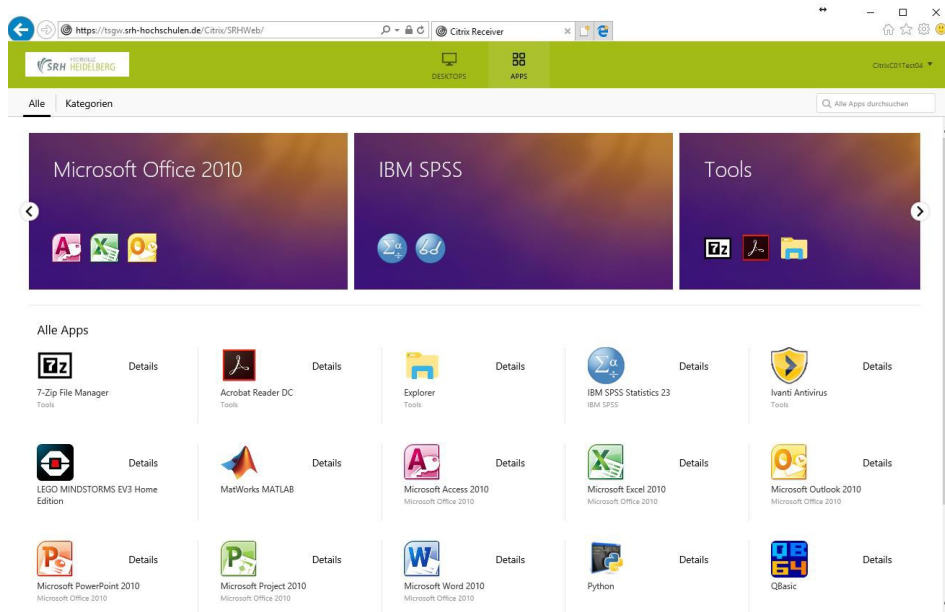 https://tsgw.srh-hochschulen.de/Citrix/SRHWeb/
Citrix Receiver
SRH HOCHSCHULE HEIDELBERG
DESKTOPS
APPS
CitrixC01Test04
Alle
Kategorien
Alle Apps durchsuchen
Microsoft Office 2010
IBM SPSS
Tools
Alle Apps
7z
Details
7-Zip File Manager
Tools
Details
Acrobat Reader DC
Tools
Details
Explorer
Tools
Details
IBM SPSS Statistics 23
IBM SPSS
Details
Ivanti Antivirus
Tools
Details
LEGO MINDSTORMS EV3 Home
Edition
Details
MatWorks MATLAB
Details
Microsoft Access 2010
Microsoft Office 2010
Details
Microsoft Excel 2010
Microsoft Office 2010
Details
Microsoft Outlook 2010
Microsoft Office 2010
Details
Microsoft PowerPoint 2010
Microsoft Office 2010
Details
Microsoft Project 2010
Microsoft Office 2010
Details
Microsoft Word 2010
Microsoft Office 2010
Details
Python
QB
64
Details
QBasic